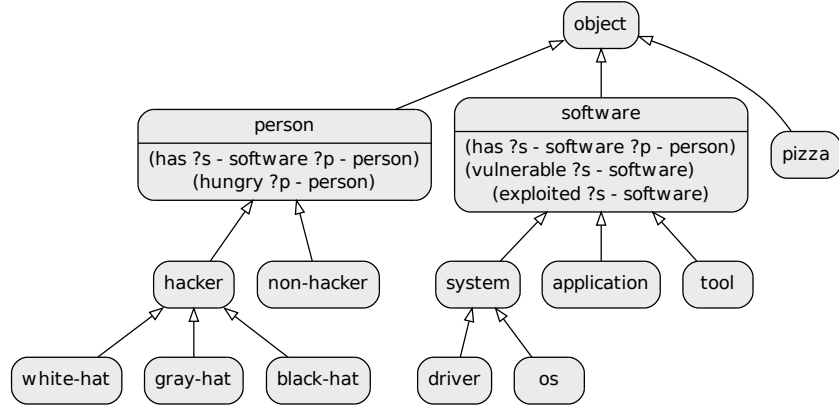 object
person
(has ?s - software ?p - person)
(hungry ?p - person)
software
(has ?s - software ?p - person)
(vulnerable ?s - software)
(exploited ?s - software)
pizza
hacker
non-hacker
system
application
tool
white-hat
gray-hat
black-hat
driver
os